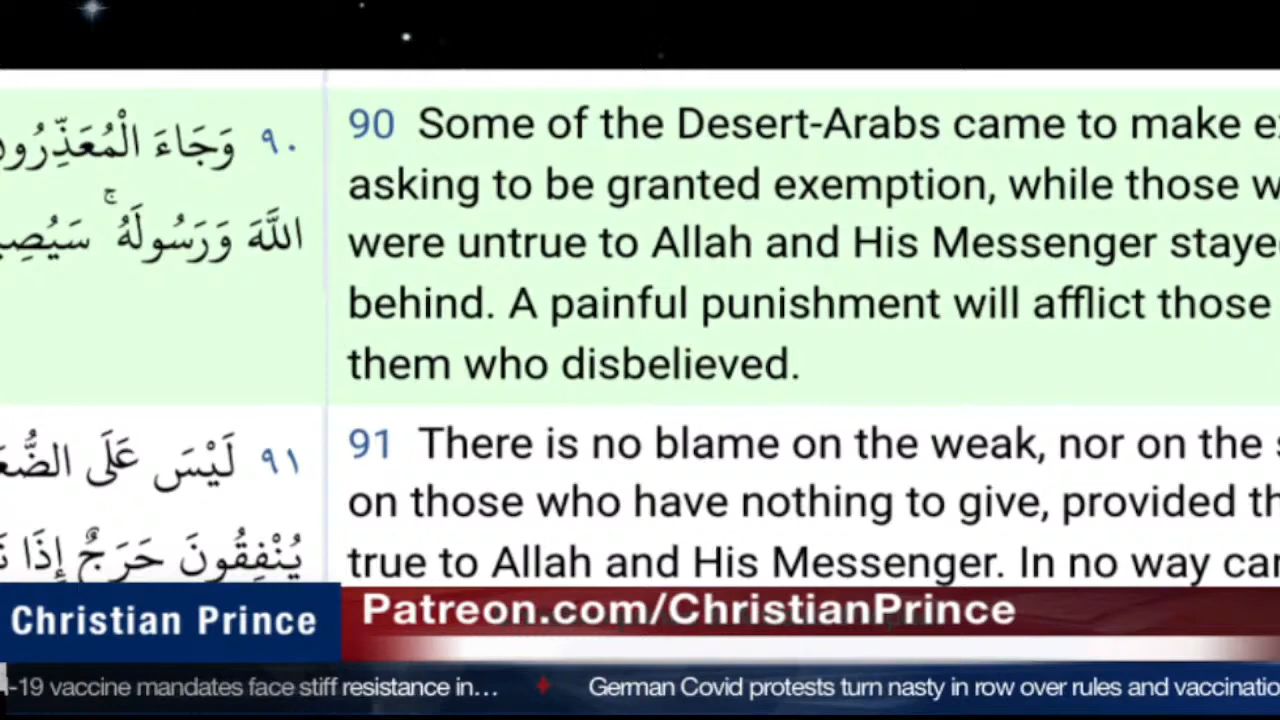 ٩٠ وَجَاءَ الْمُعَذِّرُون
اللَّهَ وَرَسُولَهُ ۚ سَيُصِي
90 Some of the Desert-Arabs came to make ex
asking to be granted exemption, while those w
were untrue to Allah and His Messenger staye
behind. A painful punishment will afflict those
them who disbelieved.
٩١ لَيْسَ عَلَى الضُّعَ
يُنْفِقُونَ حَرَجٌ إِذَا نَ
91 There is no blame on the weak, nor on the s
on those who have nothing to give, provided th
true to Allah and His Messenger. In no way can
Christian Prince
Patreon.com/ChristianPrince
-19 vaccine mandates face stiff resistance in… German Covid protests turn nasty in row over rules and vaccinatio